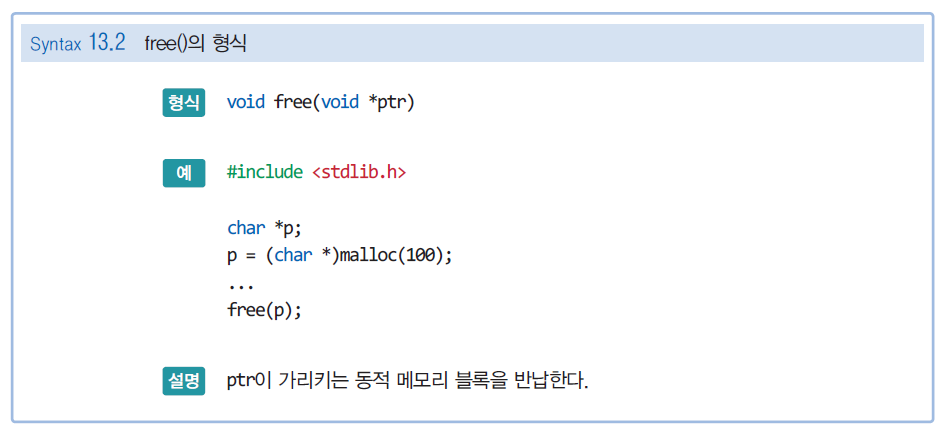 Syntax 13.2 free()의 형식
형식 void free(void *ptr)
예 #include <stdlib.h>
char *p;
p = (char *)malloc(100);
...
free(p);
설명 ptr이 가리키는 동적 메모리 블록을 반납한다.